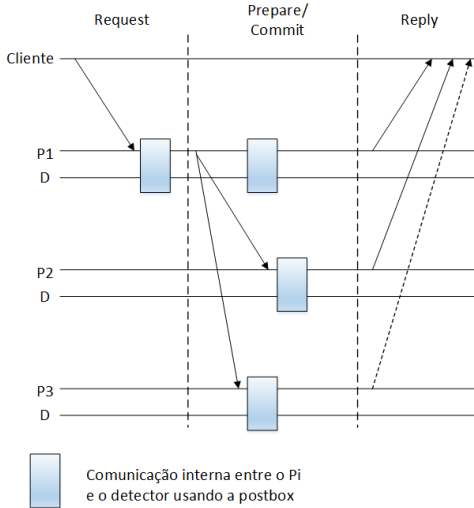 Request
Prepare/
Commit
Reply
Cliente
P1
D
P2
D
P3
D
Comunicação interna entre o Pi
e o detector usando a postbox